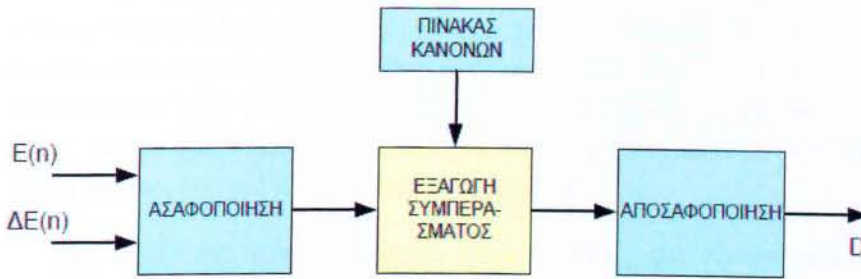 ΠΙΝΑΚΑΣ
ΚΑΝΟΝΩΝ
E(n)
ΔE(n)
ΑΣΑΦΟΠΟΙΗΣΗ
ΕΞΑΓΩΓΗ
ΣΥΜΠΕΡΑ-
ΣΜΑΤΟΣ
ΑΠΟΣΑΦΟΠΟΙΗΣΗ
D